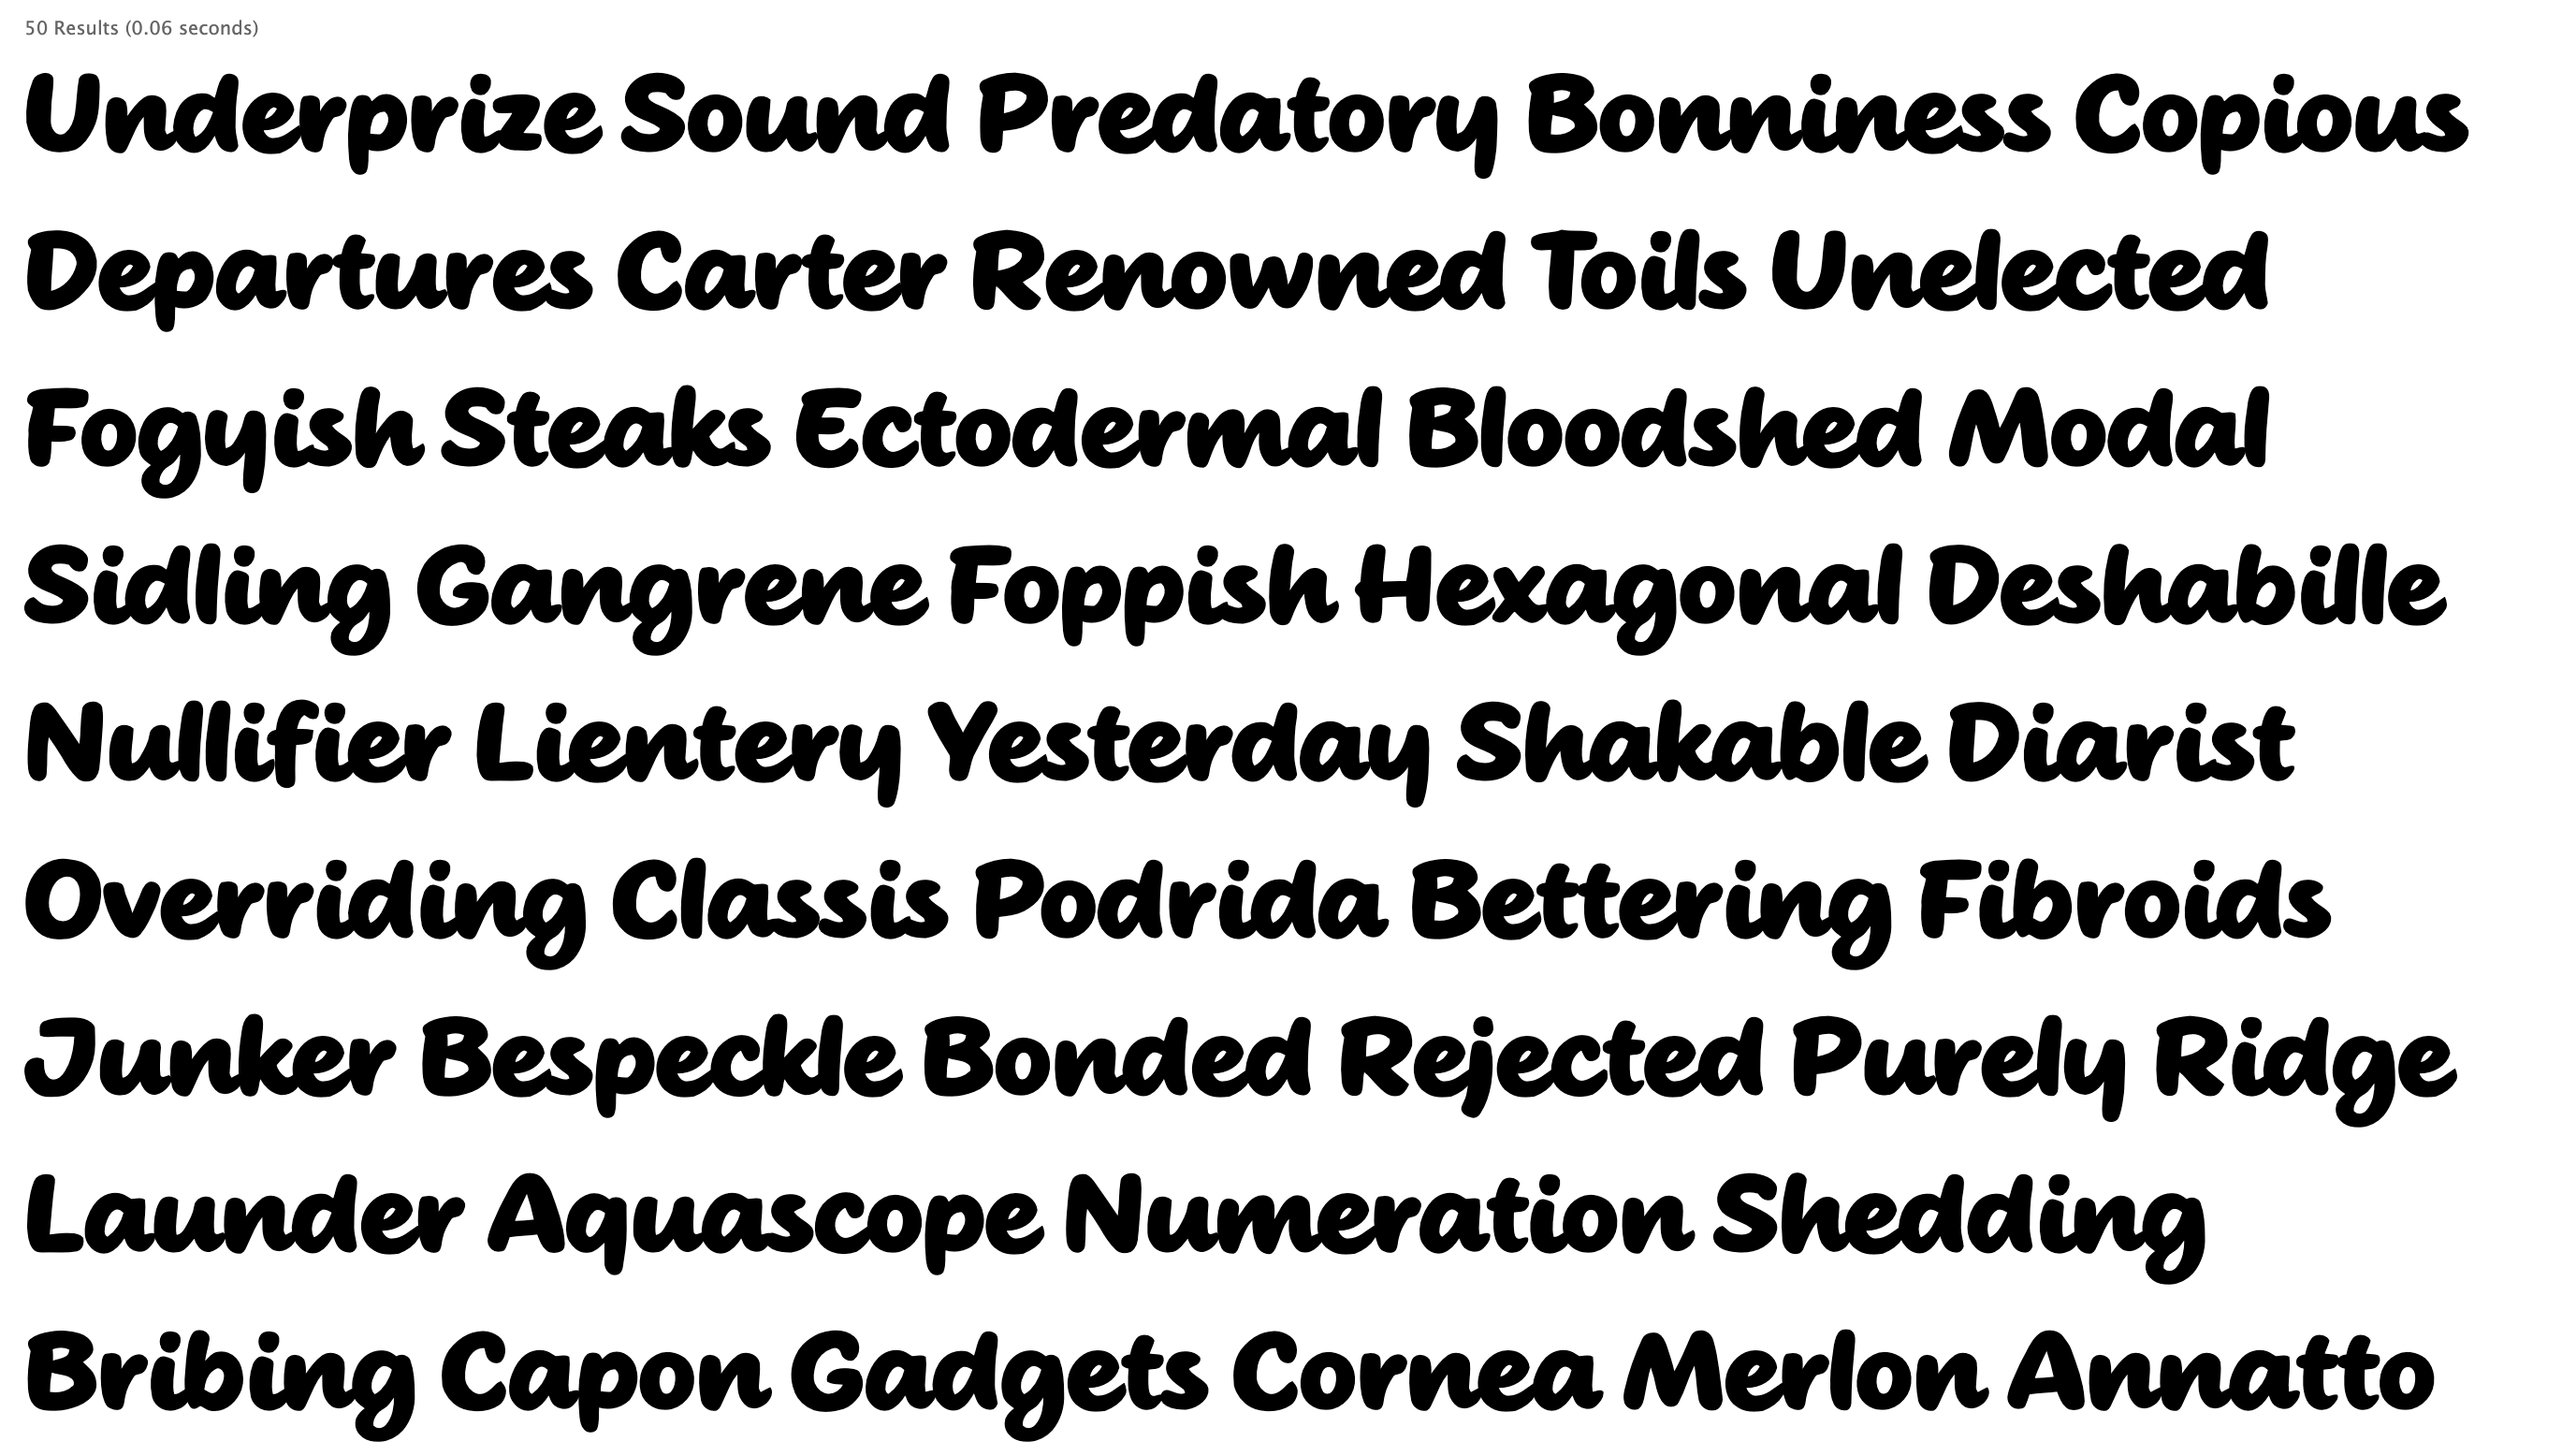 50 Results (0.06 seconds)
Underprize Sound Predatory Bonniness Copious
Departures Carter Renowned Toils Unelected
Fogyish Steaks Ectodermal Bloodshed Modal
Sidling Gangrene Foppish Hexagonal Deshabille
Nullifier Lientery Yesterday Shakable Diarist
Overriding Classis Podrida Bettering Fibroids
Junker Bespeckle Bonded Rejected Purely Ridge
Launder Aquascope Numeration Shedding
Bribing Capon Gadgets Cornea Merlon Annatto